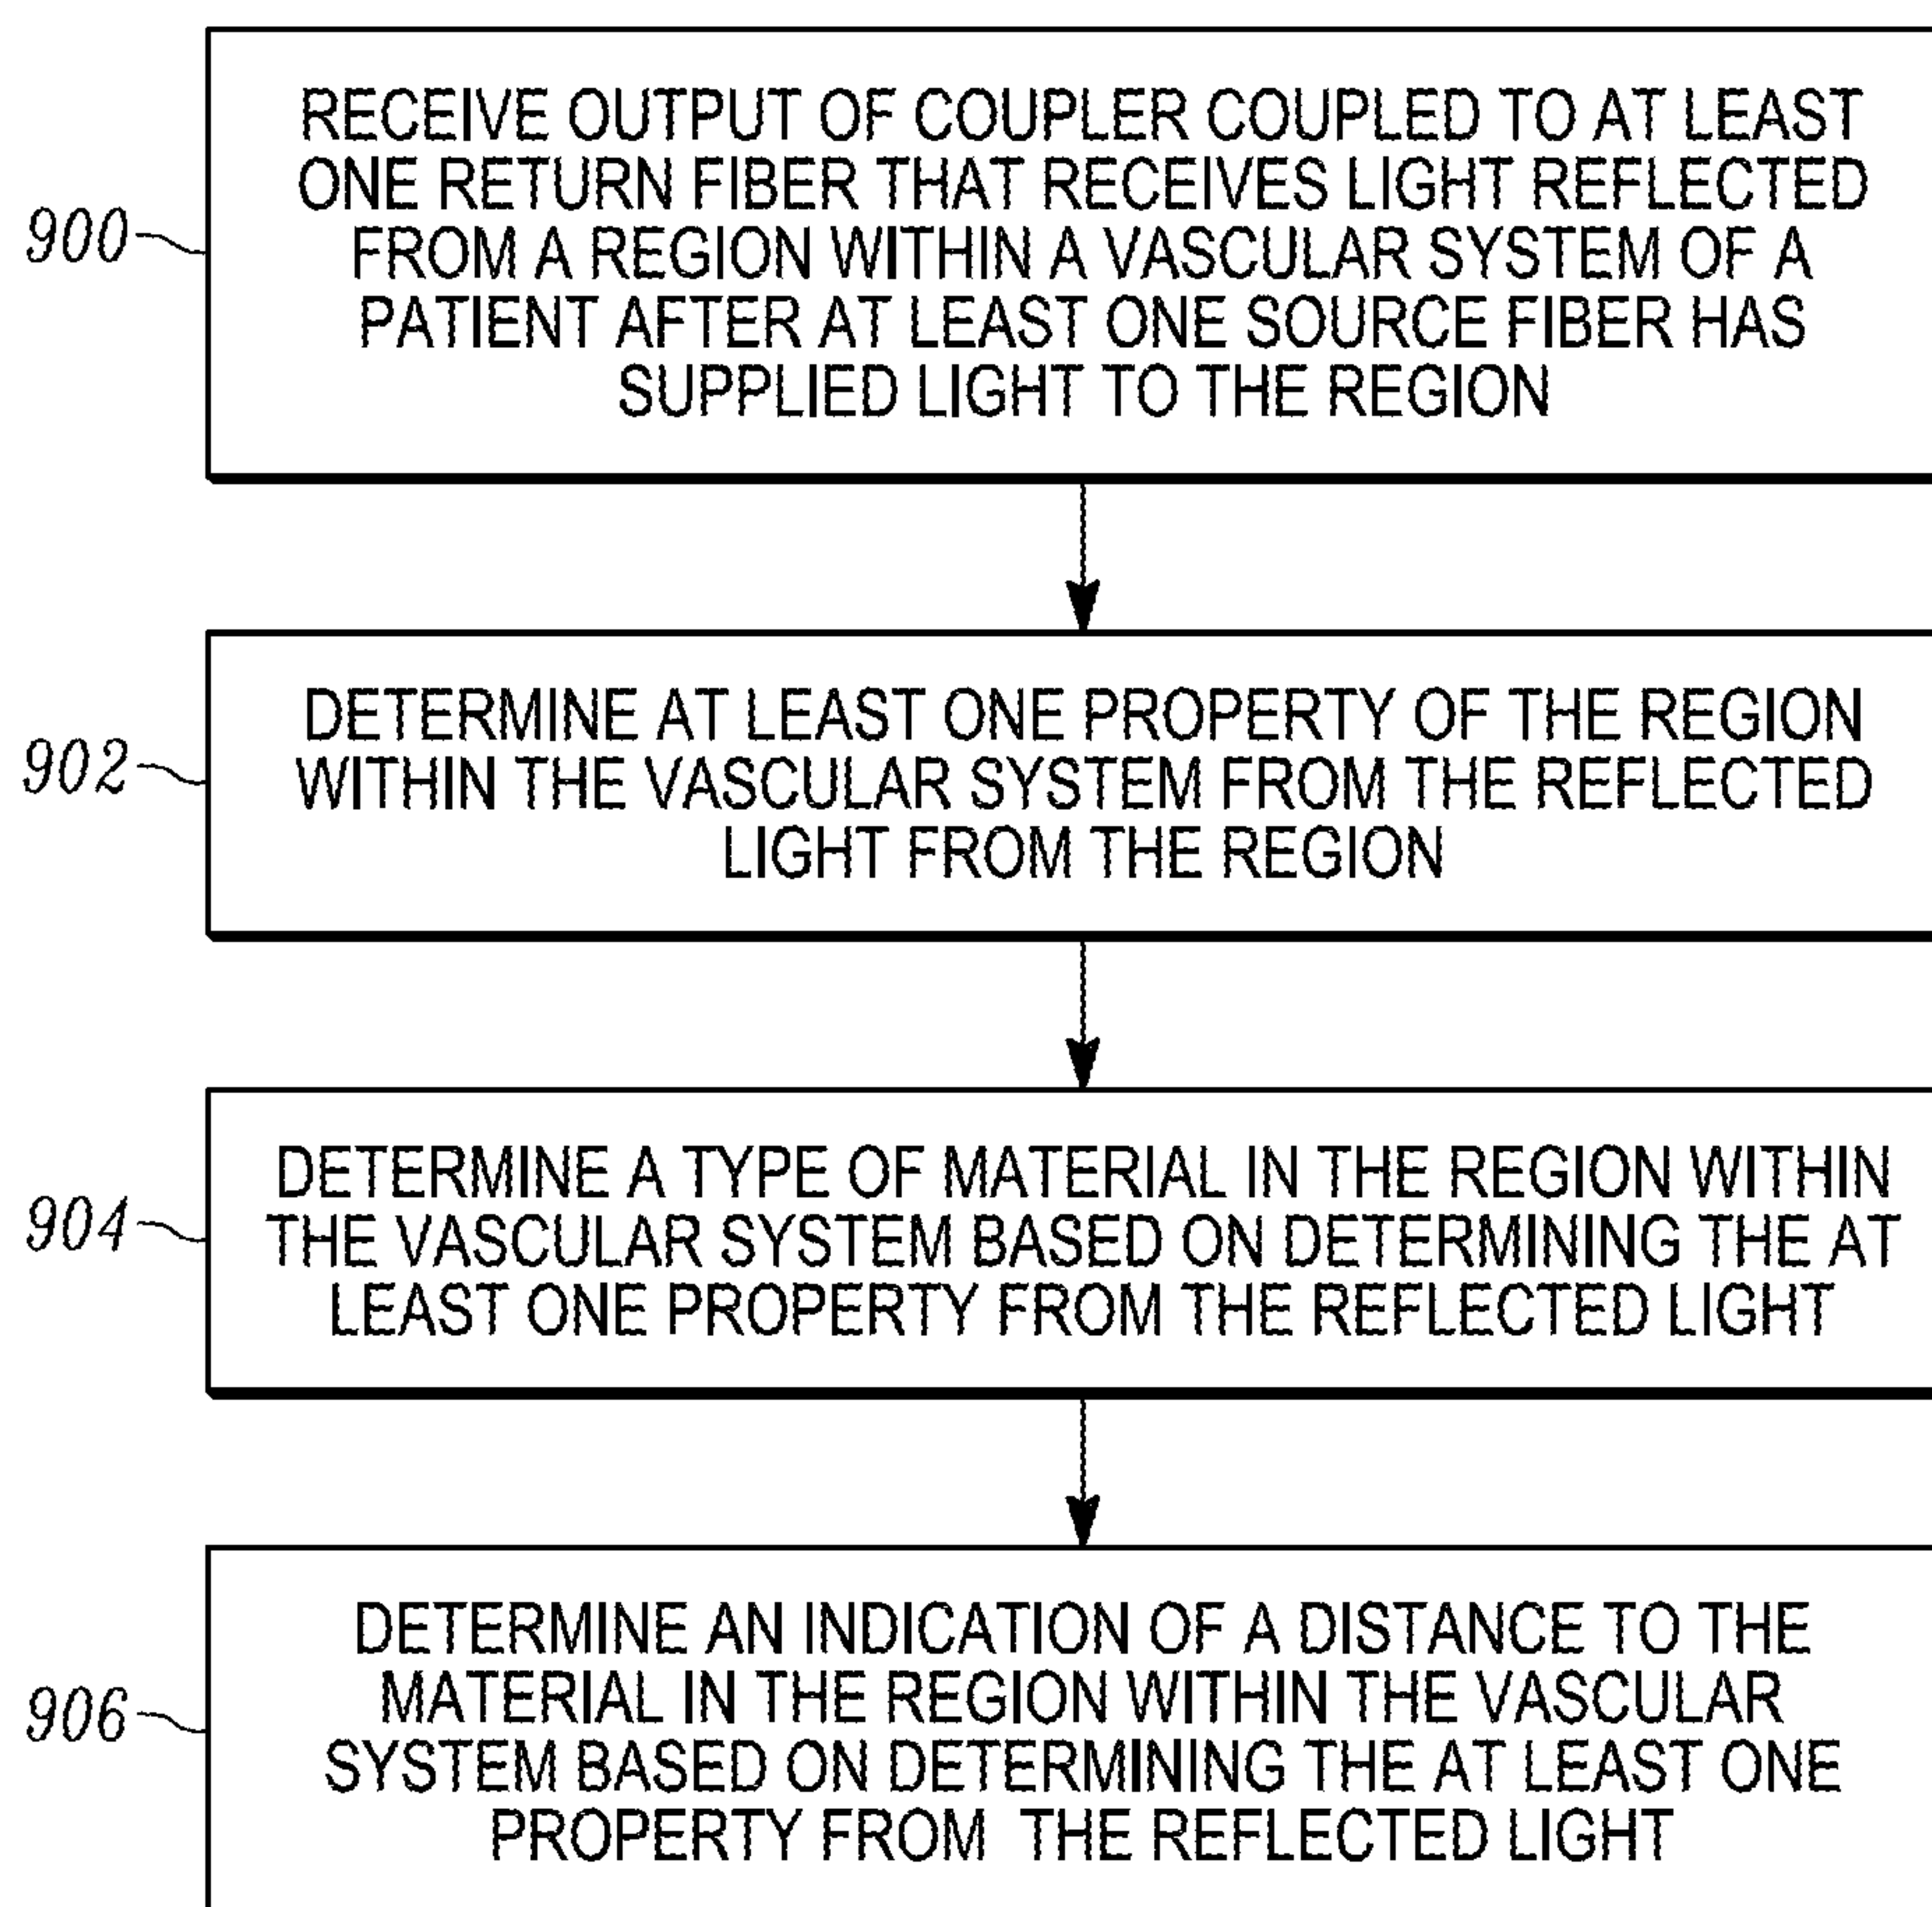 RECEIVE OUTPUT OF COUPLER COUPLED TO AT LEAST
ONE RETURN FIBER THAT RECEIVES LIGHT REFLECTED
900
FROM A REGION WITHIN A VASCULAR SYSTEM OF A
PATIENT AFTER AT LEAST ONE SOURCE FIBER HAS
SUPPLIED LIGHT TO THE REGION
DETERMINE AT LEAST ONE PROPERTY OF THE REGION
902
WITHIN THE VASCULAR SYSTEM FROM THE REFLECTED
LIGHT FROM THE REGION
DETERMINE A TYPE OF MATERIAL IN THE REGION WITHIN
904
THE VASCULAR SYSTEM BASED ON DETERMINING THE AT
LEAST ONE PROPERTY FROM THE REFLECTED LIGHT
DETERMINE AN INDICATION OF A DISTANCE TO THE
906
MATERIAL IN THE REGION WITHIN THE VASCULAR
SYSTEM BASED ON DETERMINING THE AT LEAST ONE
PROPERTY FROM THE REFLECTED LIGHT